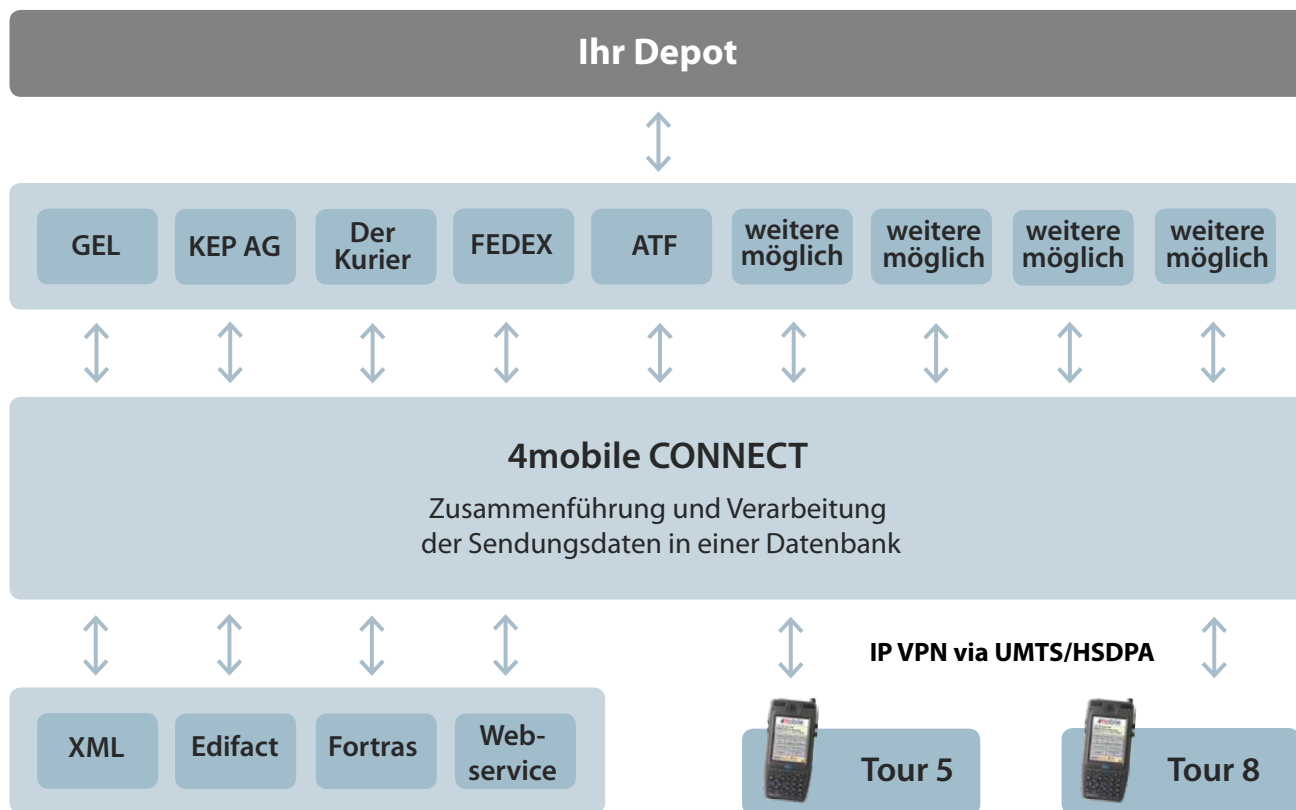 Ihr Depot
GEL
KEP AG
Der
Kurier
FEDEX
ATF
weitere
möglich
weitere
möglich
weitere
möglich
weitere
möglich
4mobile CONNECT
Zusammenführung und Verarbeitung
der Sendungsdaten in einer Datenbank
IP VPN via UMTS/HSDPA
XML
Edifact
Fortras
Web-
service
4mobile
Tour 5
4mobile
Tour 8